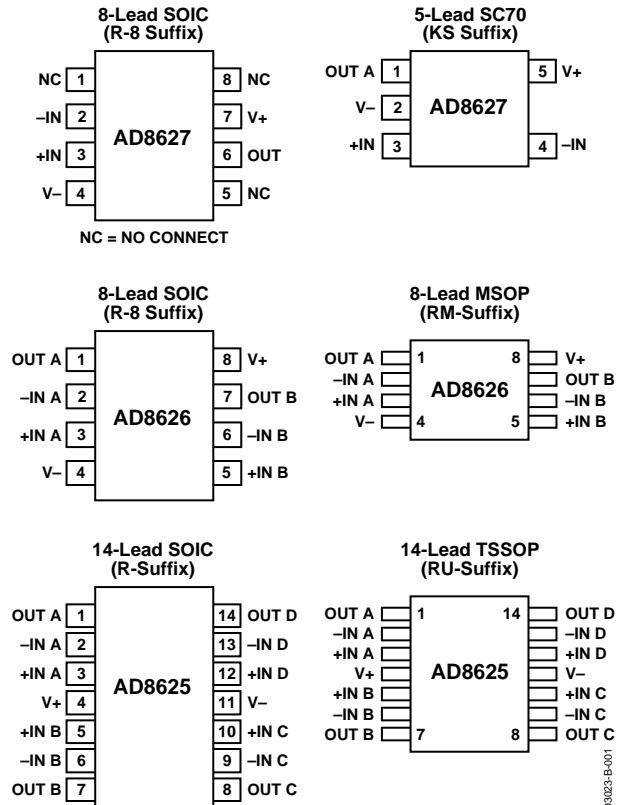 8-Lead SOIC
(R-8 Suffix)
NC 1 8 NC
–IN 2 7 V+
AD8627
+IN 3 6 OUT
V– 4 5 NC
NC = NO CONNECT
5-Lead SC70
(KS Suffix)
OUT A 1 5 V+
V– 2 AD8627
+IN 3 4 –IN
8-Lead SOIC
(R-8 Suffix)
OUT A 1 8 V+
–IN A 2 7 OUT B
AD8626
+IN A 3 6 –IN B
V– 4 5 +IN B
8-Lead MSOP
(RM-Suffix)
OUT A 1 8 V+
–IN A OUT B
AD8626
+IN A –IN B
V– 4 5 +IN B
14-Lead SOIC
(R-Suffix)
OUT A 1 14 OUT D
–IN A 2 13 –IN D
+IN A 3 12 +IN D
AD8625
V+ 4 11 V–
+IN B 5 10 +IN C
–IN B 6 9 –IN C
OUT B 7 8 OUT C
14-Lead TSSOP
(RU-Suffix)
OUT A 1 14 OUT D
–IN A –IN D
+IN A +IN D
V+ AD8625 V–
+IN B +IN C
–IN B –IN C
OUT B 7 8 OUT C
03023-B-001